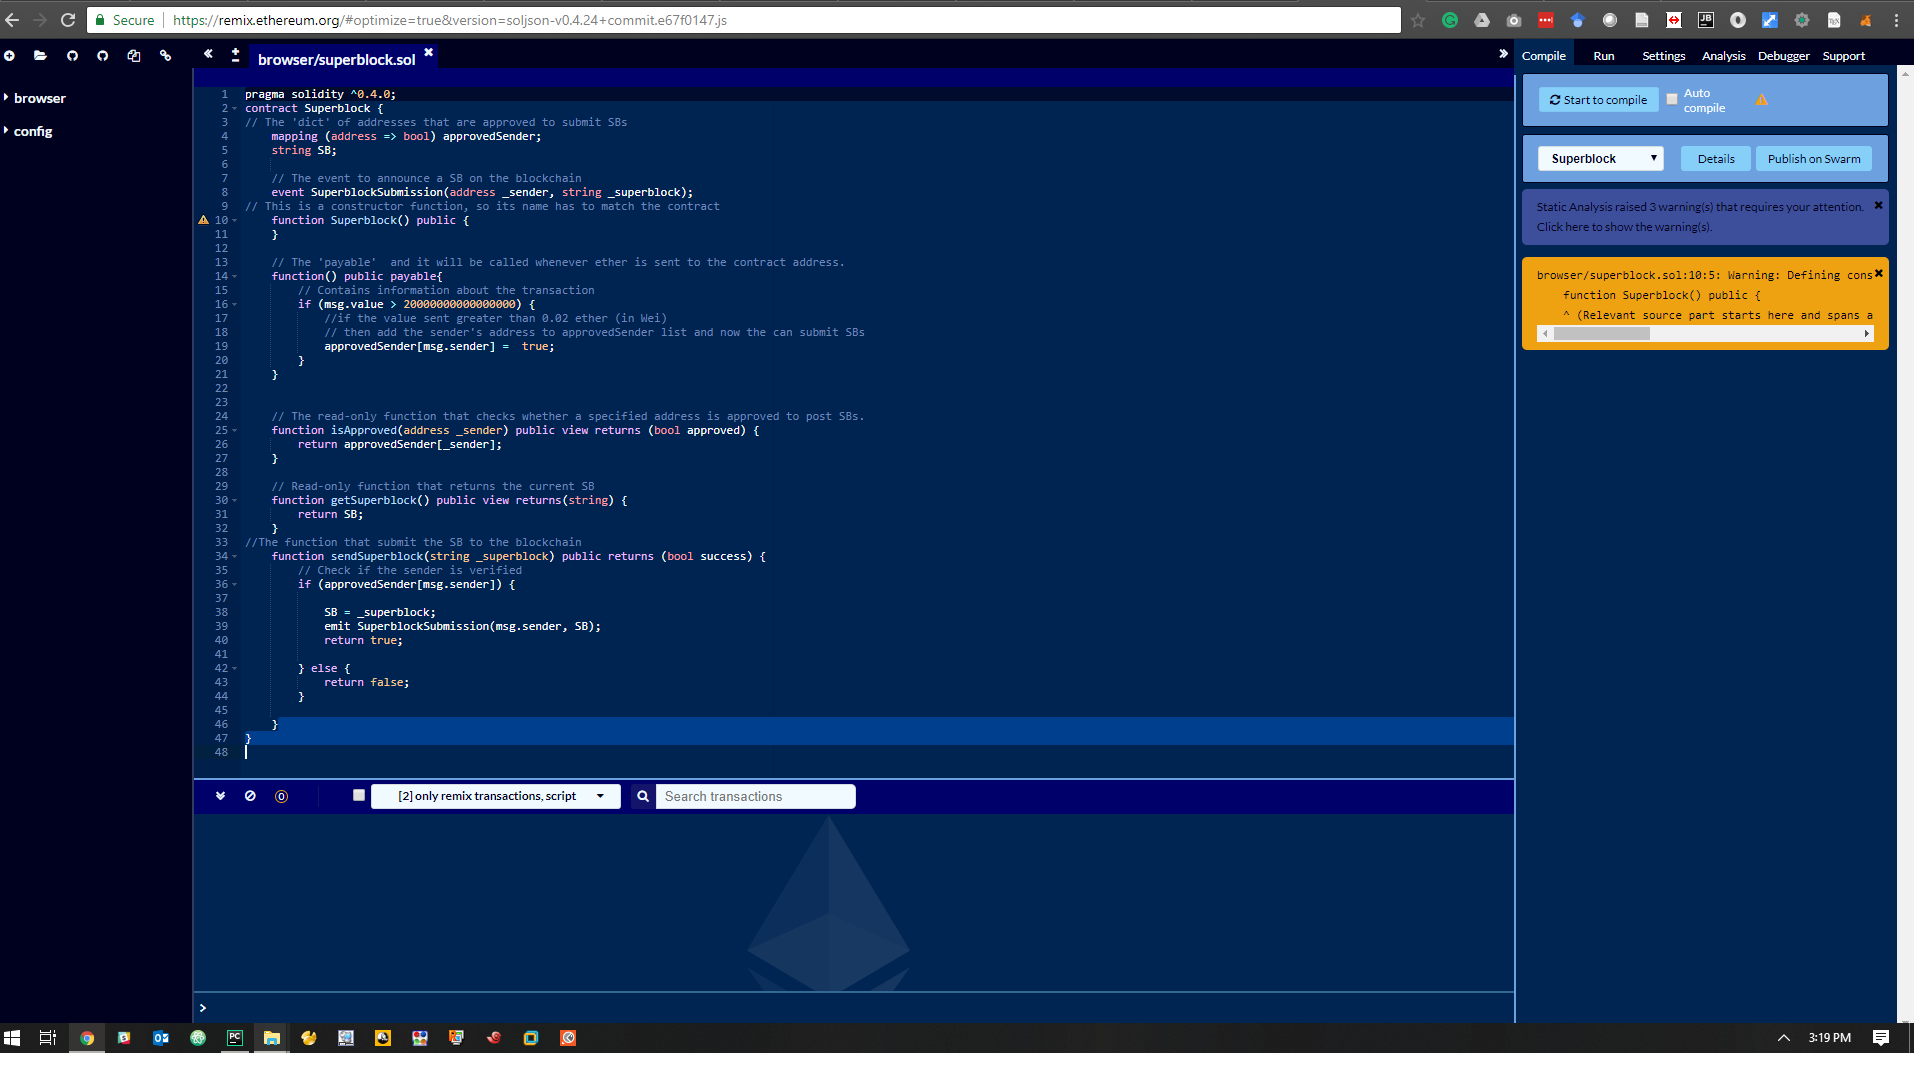 Secure
https://remix.ethereum.org/#optimize=true&version=soljson-v0.4.24+commit.e67f0147.js
JB
browser/superblock.sol
Compile
Run
Settings
Analysis
Debugger
Support
browser
config
1 pragma solidity ^0.4.0;
2 contract Superblock {
3 // The 'dict' of addresses that are approved to submit SBs
4 mapping (address => bool) approvedSender;
5 string SB;
6
7 // The event to announce a SB on the blockchain
8 event SuperblockSubmission(address _sender, string _superblock);
9 // This is a constructor function, so its name has to match the contract
10 function Superblock() public {
11 }
12
13 // The 'payable'  and it will be called whenever ether is sent to the contract address.
14 function() public payable{
15 // Contains information about the transaction
16 if (msg.value > 20000000000000000) {
17 //if the value sent greater than 0.02 ether (in Wei)
18 // then add the sender's address to approvedSender list and now the can submit SBs
19 approvedSender[msg.sender] =  true;
20 }
21 }
22
23
24 // The read-only function that checks whether a specified address is approved to post SBs.
25 function isApproved(address _sender) public view returns (bool approved) {
26 return approvedSender[_sender];
27 }
28
29 // Read-only function that returns the current SB
30 function getSuperblock() public view returns(string) {
31 return SB;
32 }
33 //The function that submit the SB to the blockchain
34 function sendSuperblock(string _superblock) public returns (bool success) {
35 // Check if the sender is verified
36 if (approvedSender[msg.sender]) {
37
38 SB = _superblock;
39 emit SuperblockSubmission(msg.sender, SB);
40 return true;
41
42 } else {
43 return false;
44 }
45
46 }
47 }
48
Start to compile
Auto compile
Superblock
Details
Publish on Swarm
Static Analysis raised 3 warning(s) that requires your attention.
Click here to show the warning(s).
browser/superblock.sol:10:5: Warning: Defining cons
function Superblock() public {
^ (Relevant source part starts here and spans a
0
[2] only remix transactions, script
Search transactions
>
PC
3:19 PM